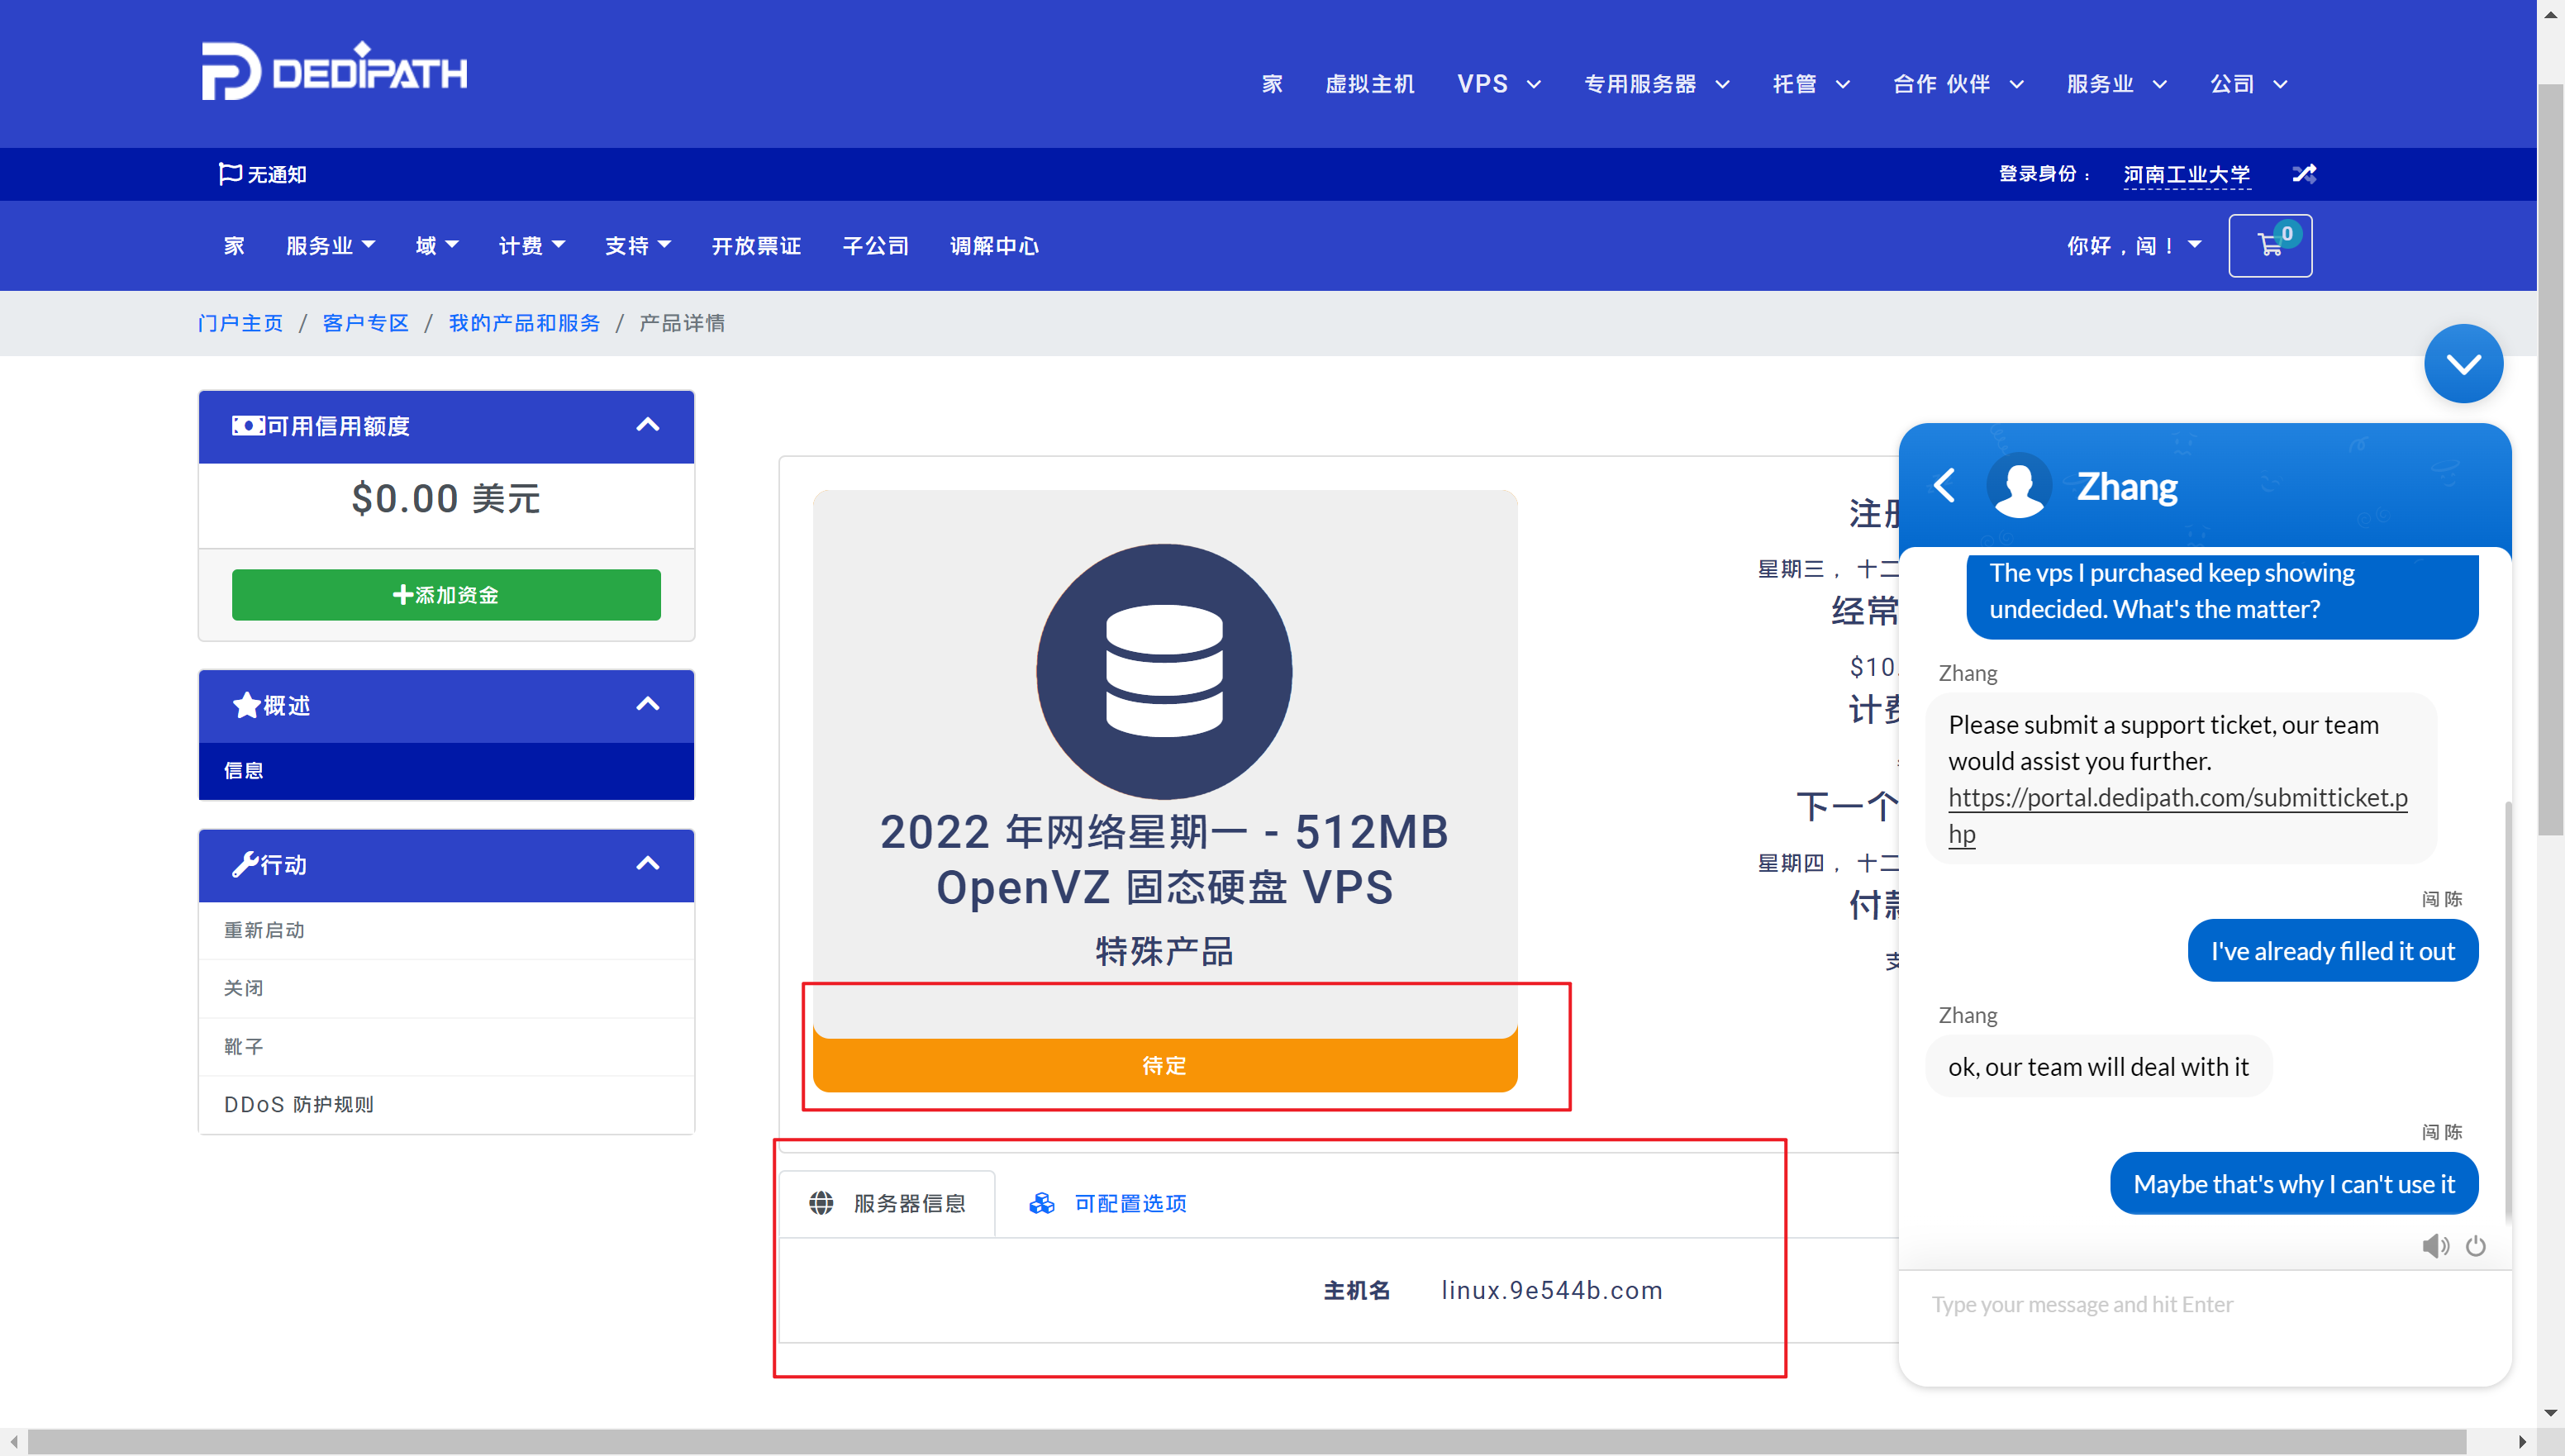 DEDIPATH
家 虚拟主机 VPS 专用服务器 托管 合作 伙伴 服务业 公司
无通知
登录身份： 河南工业大学
家 服务业 域 计费 支持 开放票证 子公司 调解中心
你好，闯！ 0
门户主页 / 客户专区 / 我的产品和服务 / 产品详情
可用信用额度
$0.00 美元
添加资金
概述
信息
行动
重新启动
关闭
靴子
DDoS 防护规则
2022 年网络星期一 - 512MB
OpenVZ 固态硬盘 VPS
特殊产品
待定
星期三， 十二
经常
$10.
计费
下一个
星期四， 十二
服务器信息 可配置选项
主机名 linux.9e544b.com
Zhang
The vps I purchased keep showing
undecided. What's the matter?
Zhang
Please submit a support ticket, our team
would assist you further.
https://portal.dedipath.com/submitticket.p
hp
闯 陈
I've already filled it out
Zhang
ok, our team will deal with it
闯 陈
Maybe that's why I can't use it
Type your message and hit Enter